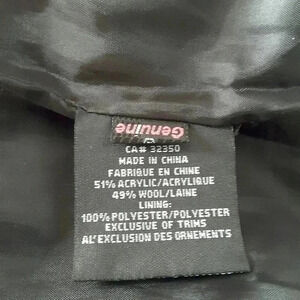 Genuine
G
CA# 32350
MADE IN CHINA
FABRIQUE EN CHINE
51% ACRYLIC/ACRYLIQUE
49% WOOL/LAINE
LINING:
100% POLYESTER/POLYESTER
EXCLUSIVE OF TRIMS
AL'EXCLUSION DES ORNEMENTS